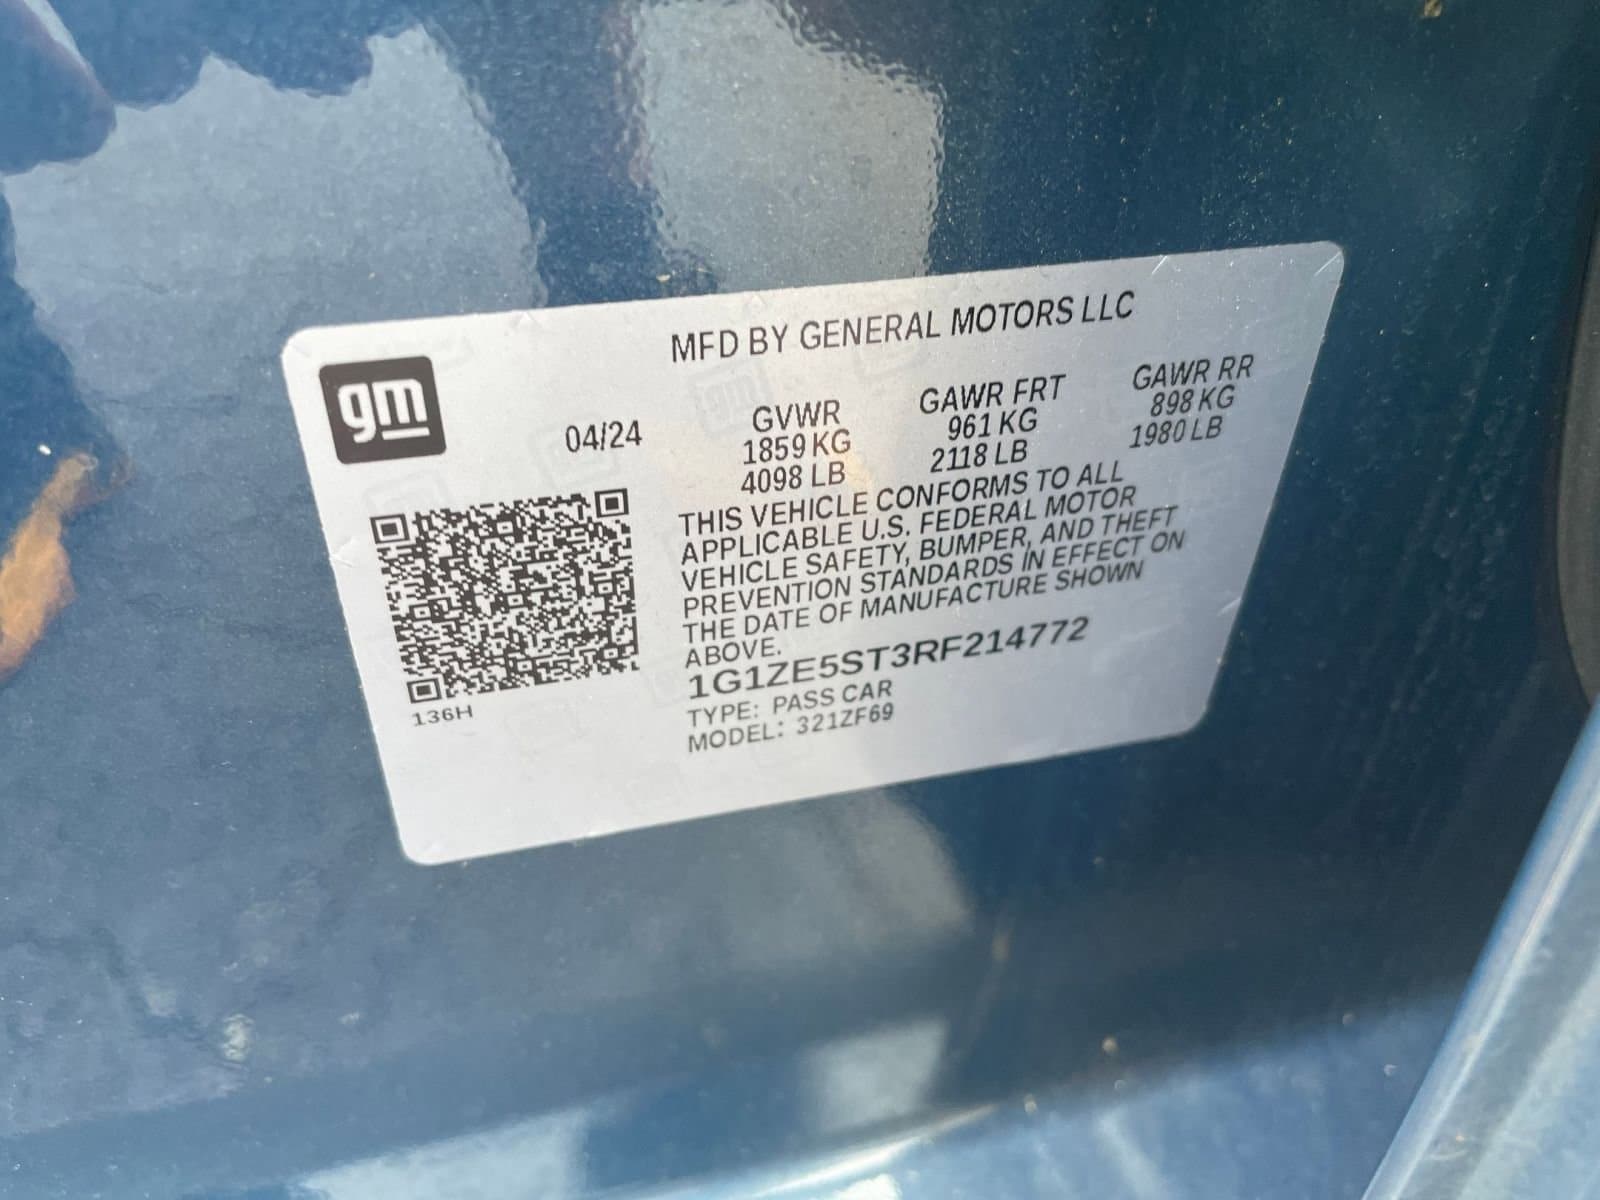 MFD BY GENERAL MOTORS LLC
gm
04/24
GVWR
1859 KG
4098 LB
GAWR FRT
961 KG
2118 LB
GAWR RR
898 KG
1980 LB
THIS VEHICLE CONFORMS TO ALL
APPLICABLE U.S. FEDERAL MOTOR
VEHICLE SAFETY, BUMPER, AND THEFT
PREVENTION STANDARDS IN EFFECT ON
THE DATE OF MANUFACTURE SHOWN
ABOVE.
1G1ZE5ST3RF214772
TYPE: PASS CAR
MODEL: 321ZF69
136H